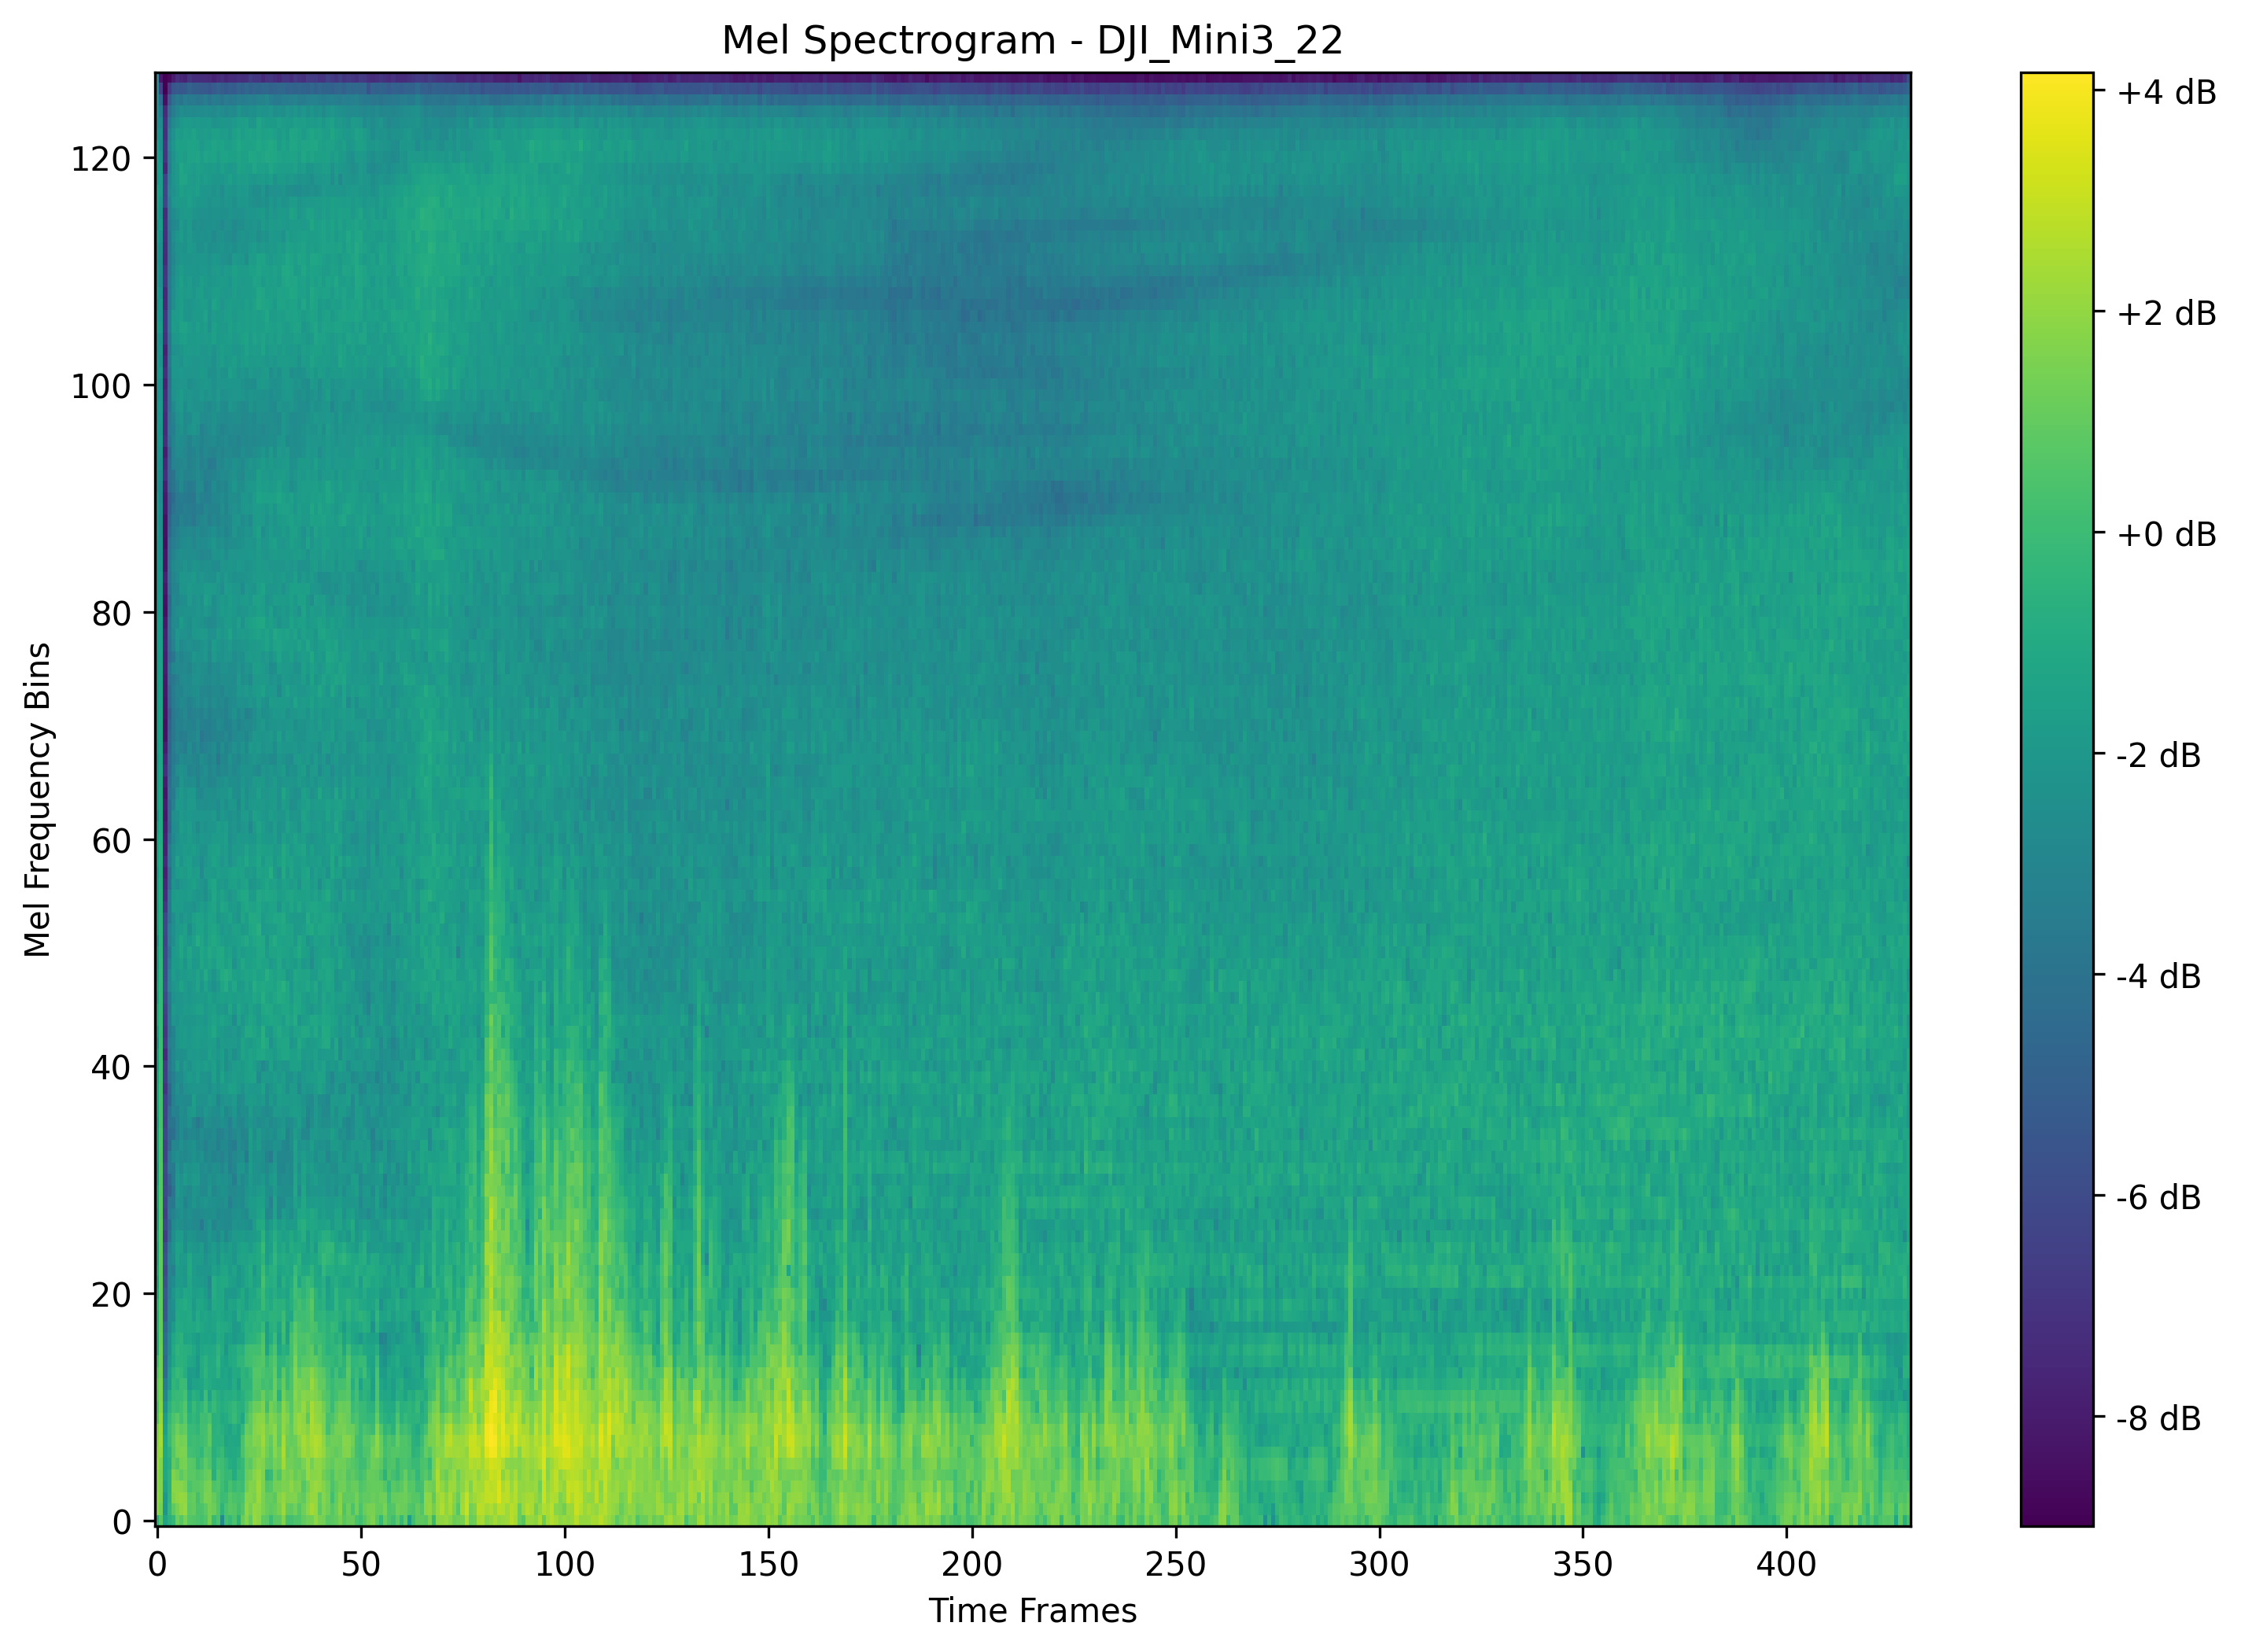 Mel Spectrogram - DJI_Mini3_22
Mel Frequency Bins
120
100
80
60
40
20
0
0 50 100 150 200 250 300 350 400
Time Frames
+4 dB
+2 dB
+0 dB
-2 dB
-4 dB
-6 dB
-8 dB